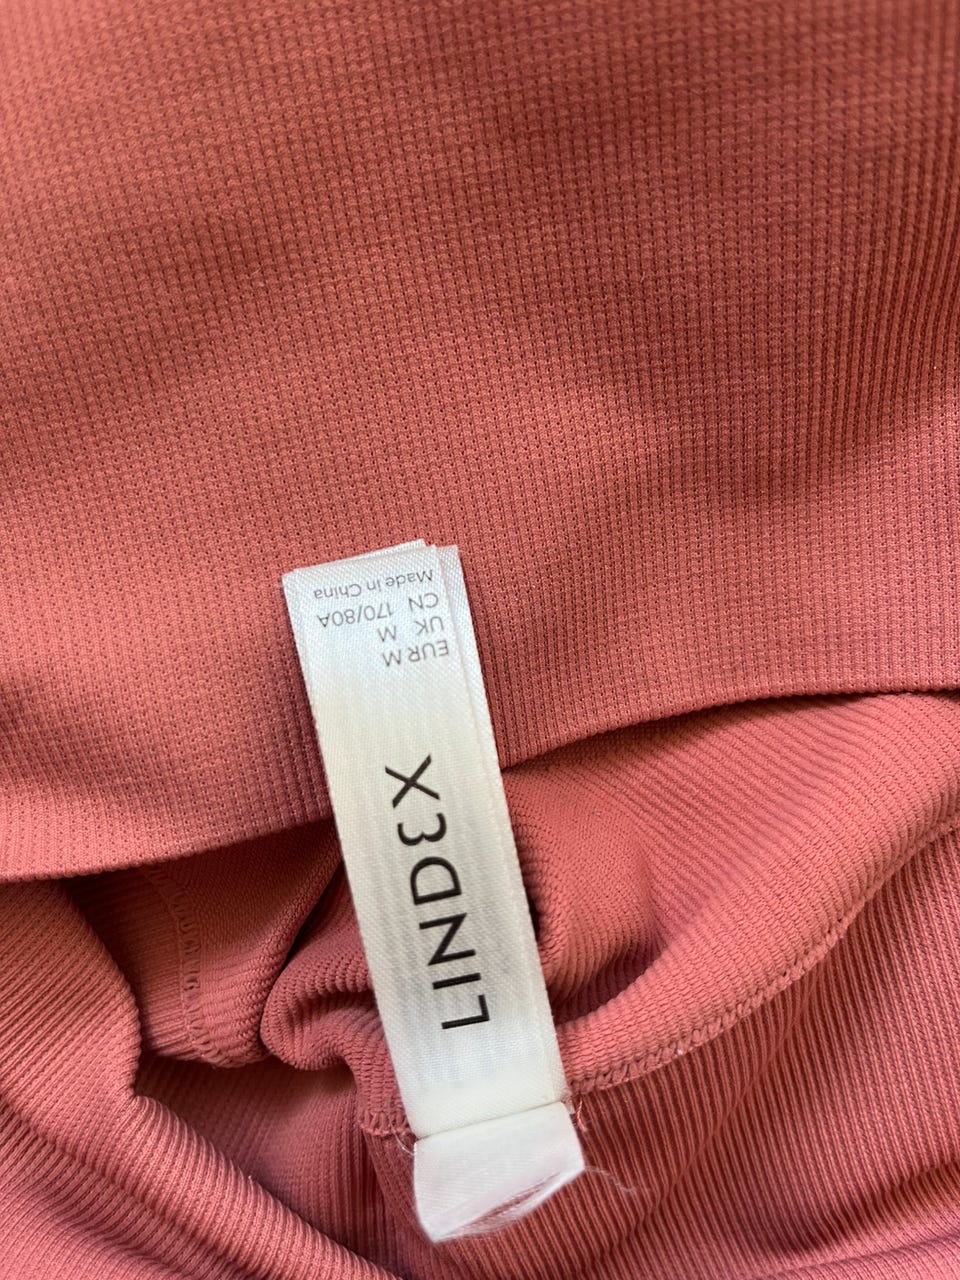 LINDEX
EUR M
UK M
CN 170/80A
Made in China